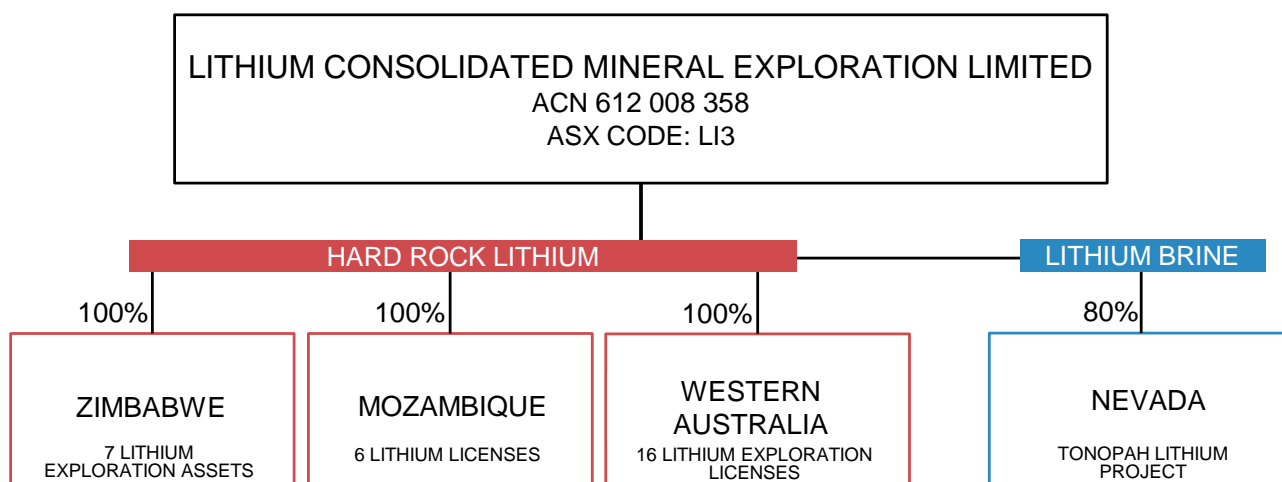 LITHIUM CONSOLIDATED MINERAL EXPLORATION LIMITED
ACN 612 008 358
ASX CODE: LI3
HARD ROCK LITHIUM
LITHIUM BRINE
100%
100%
100%
80%
ZIMBABWE
7 LITHIUM
EXPLORATION ASSETS
MOZAMBIQUE
6 LITHIUM LICENSES
WESTERN
AUSTRALIA
16 LITHIUM EXPLORATION
LICENSES
NEVADA
TONOPAH LITHIUM
PROJECT